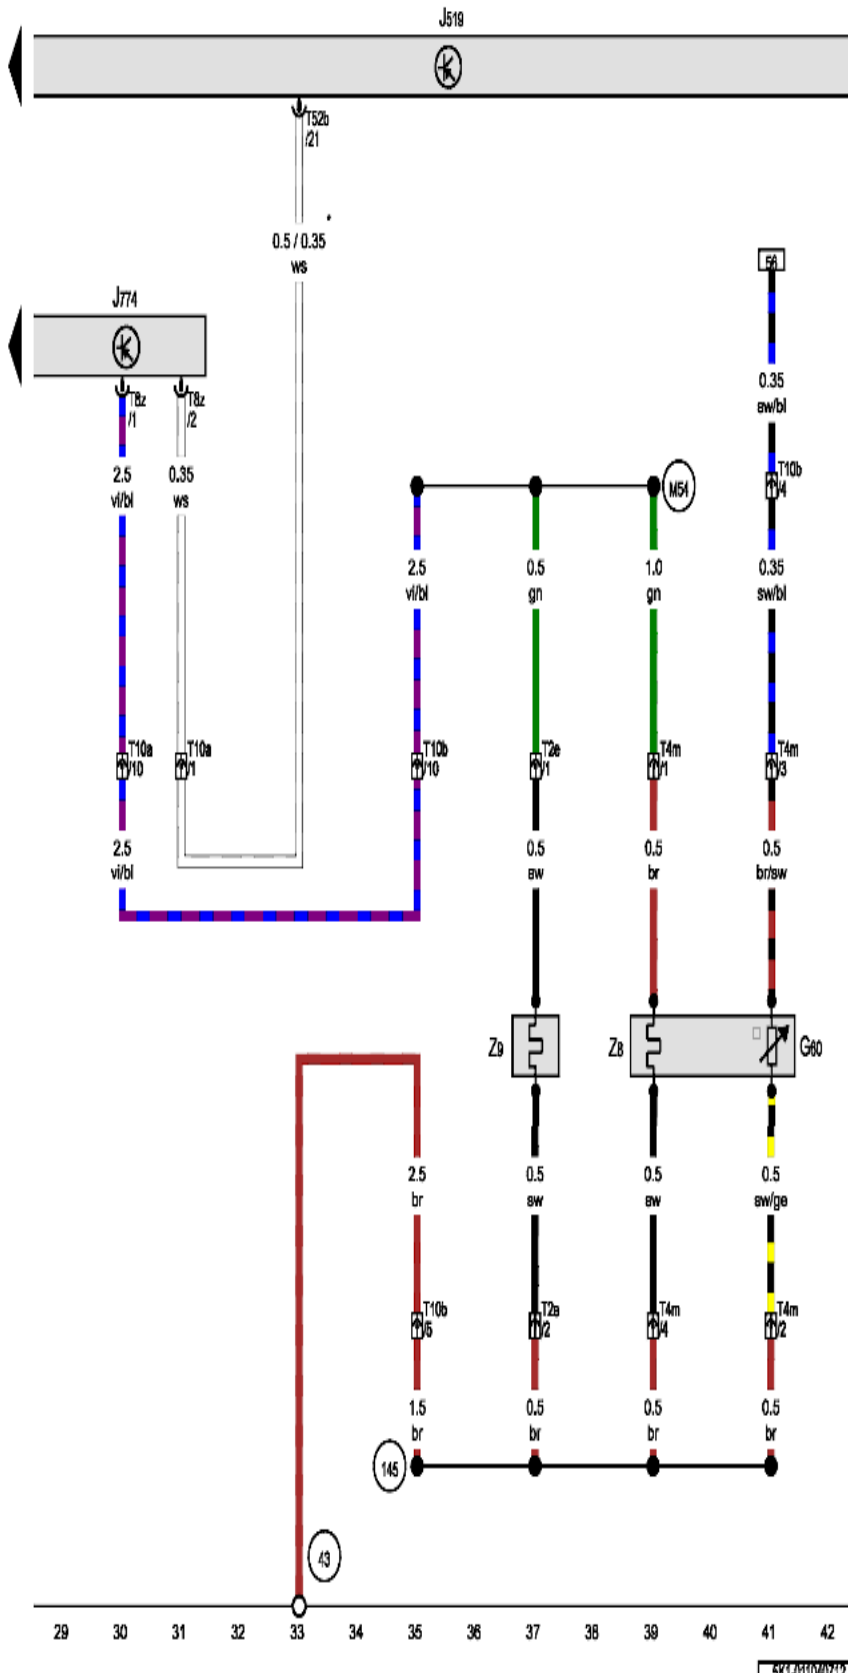 J519
T52b
/21
0.5 / 0.35
ws
*
56
J774
T8z
/1
T8z
/2
0.35
sw/bl
2.5
vi/bl
0.35
ws
T10b
/4
M51
2.5
vi/bl
0.5
gn
1.0
gn
0.35
sw/bl
T10a
/10
T10a
/1
T10b
/10
T2e
/1
T4m
/1
T4m
/3
2.5
vi/bl
0.5
sw
0.5
br
0.5
br/sw
Z9
Z8
G60
2.5
br
0.5
sw
0.5
sw
0.5
sw/ge
T10b
/5
T2e
/2
T4m
/4
T4m
/2
1.5
br
0.5
br
0.5
br
0.5
br
145
43
29 30 31 32 33 34 35 36 37 38 39 40 41 42